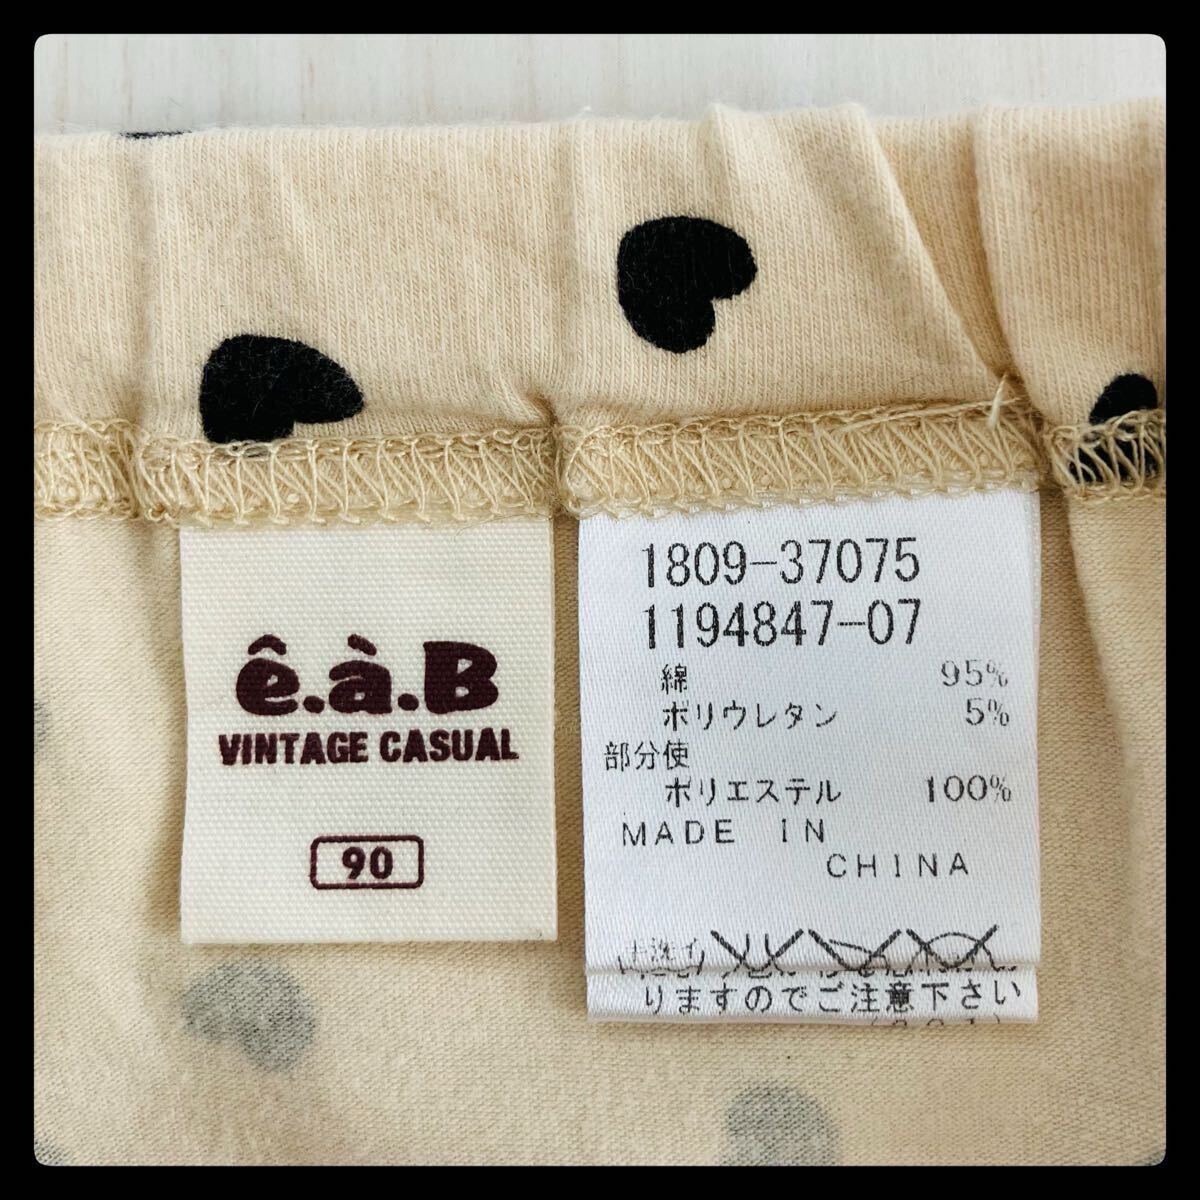 ê.à.B
VINTAGE CASUAL
90
1809-37075
1194847-07
綿 95%
ポリウレタン 5%
部分使
ポリエステル 100%
MADE IN
CHINA
りますのでご注意下さい